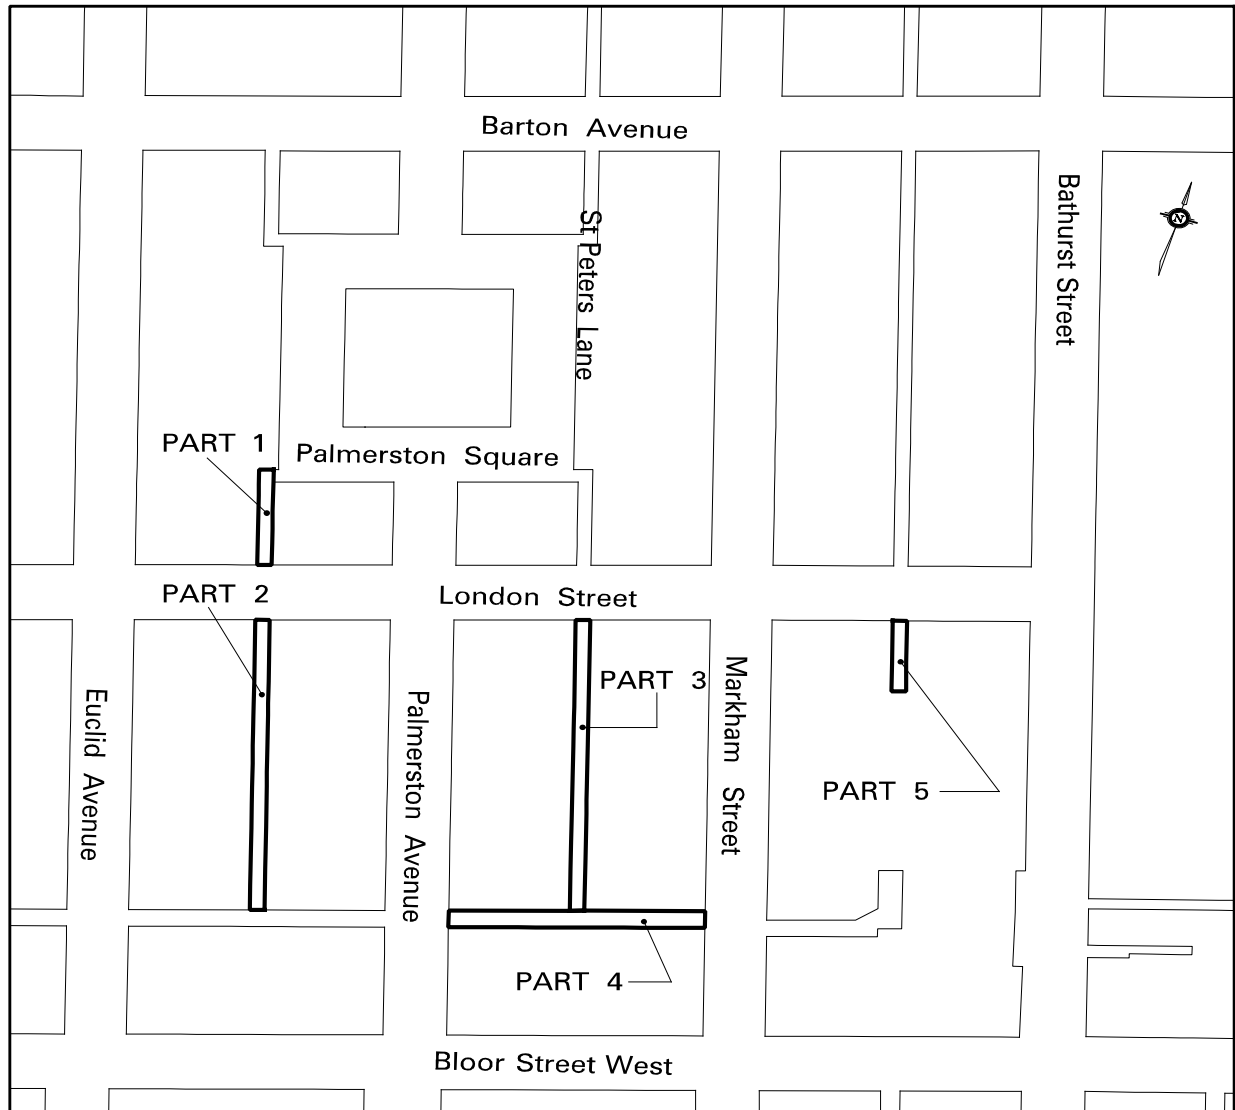 Barton Avenue
St Peters Lane
Bathurst Street
N
PART 1
Palmerston Square
PART 2
London Street
PART 3
Euclid Avenue
Palmerston Avenue
Markham Street
PART 5
PART 4
Bloor Street West